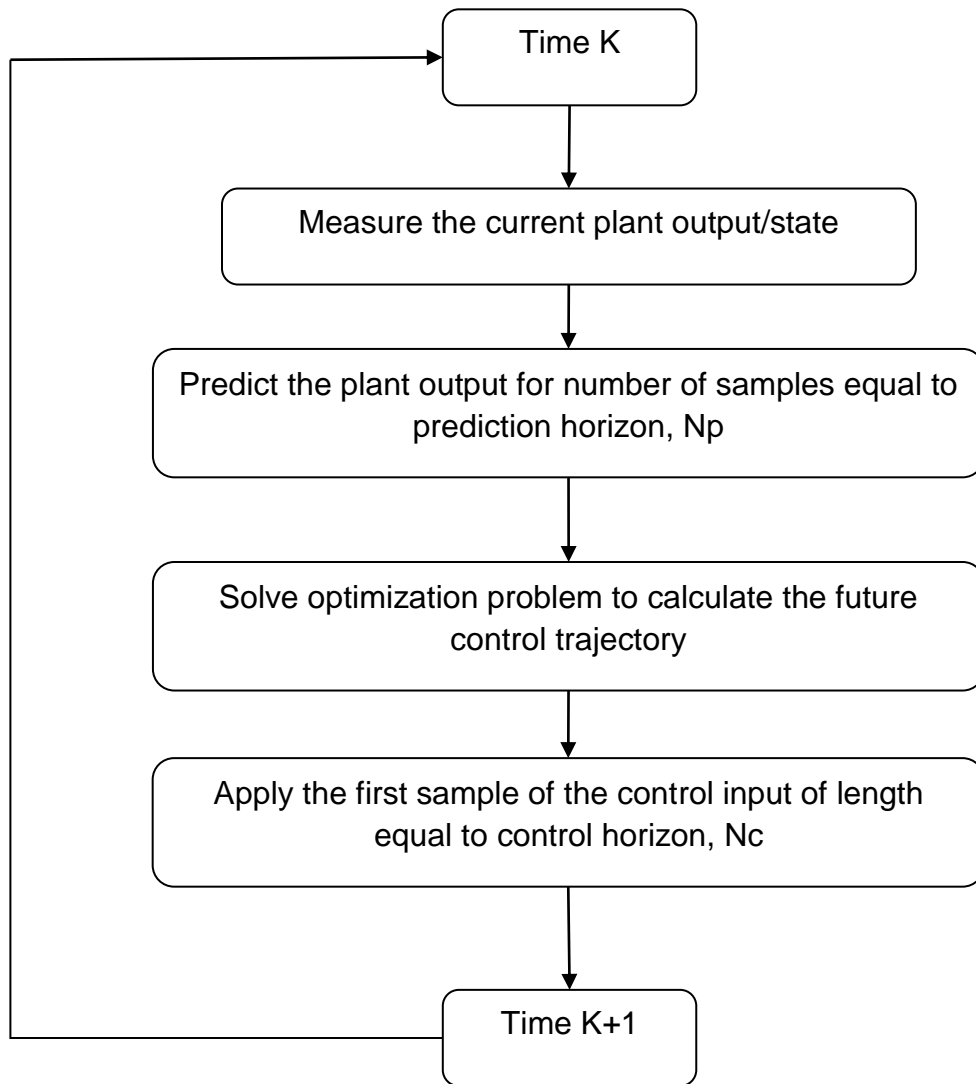 Time K
Measure the current plant output/state
Predict the plant output for number of samples equal to
prediction horizon, Np
Solve optimization problem to calculate the future
control trajectory
Apply the first sample of the control input of length
equal to control horizon, Nc
Time K+1